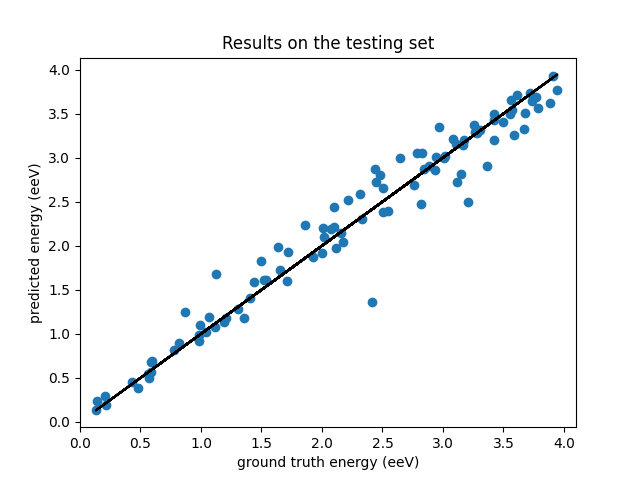 Results on the testing set
predicted energy (eeV)
4.0
3.5
3.0
2.5
2.0
1.5
1.0
0.5
0.0
0.0 0.5 1.0 1.5 2.0 2.5 3.0 3.5 4.0
ground truth energy (eeV)